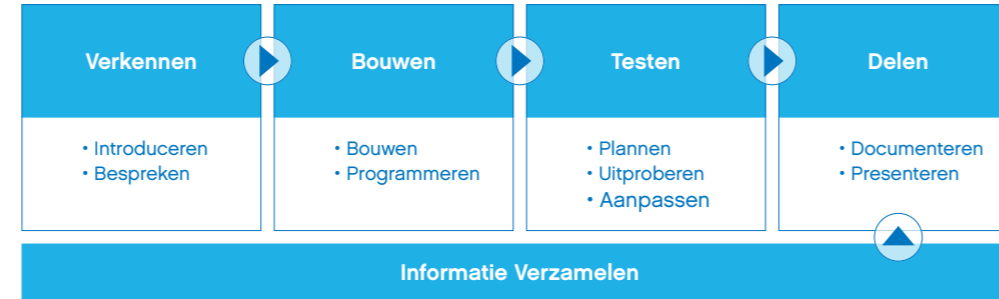 Verkennen
Bouwen
Testen
Delen
• Introduceren
• Bespreken
• Bouwen
• Programmeren
• Plannen
• Uitproberen
• Aanpassen
• Documenteren
• Presenteren
Informatie Verzamelen